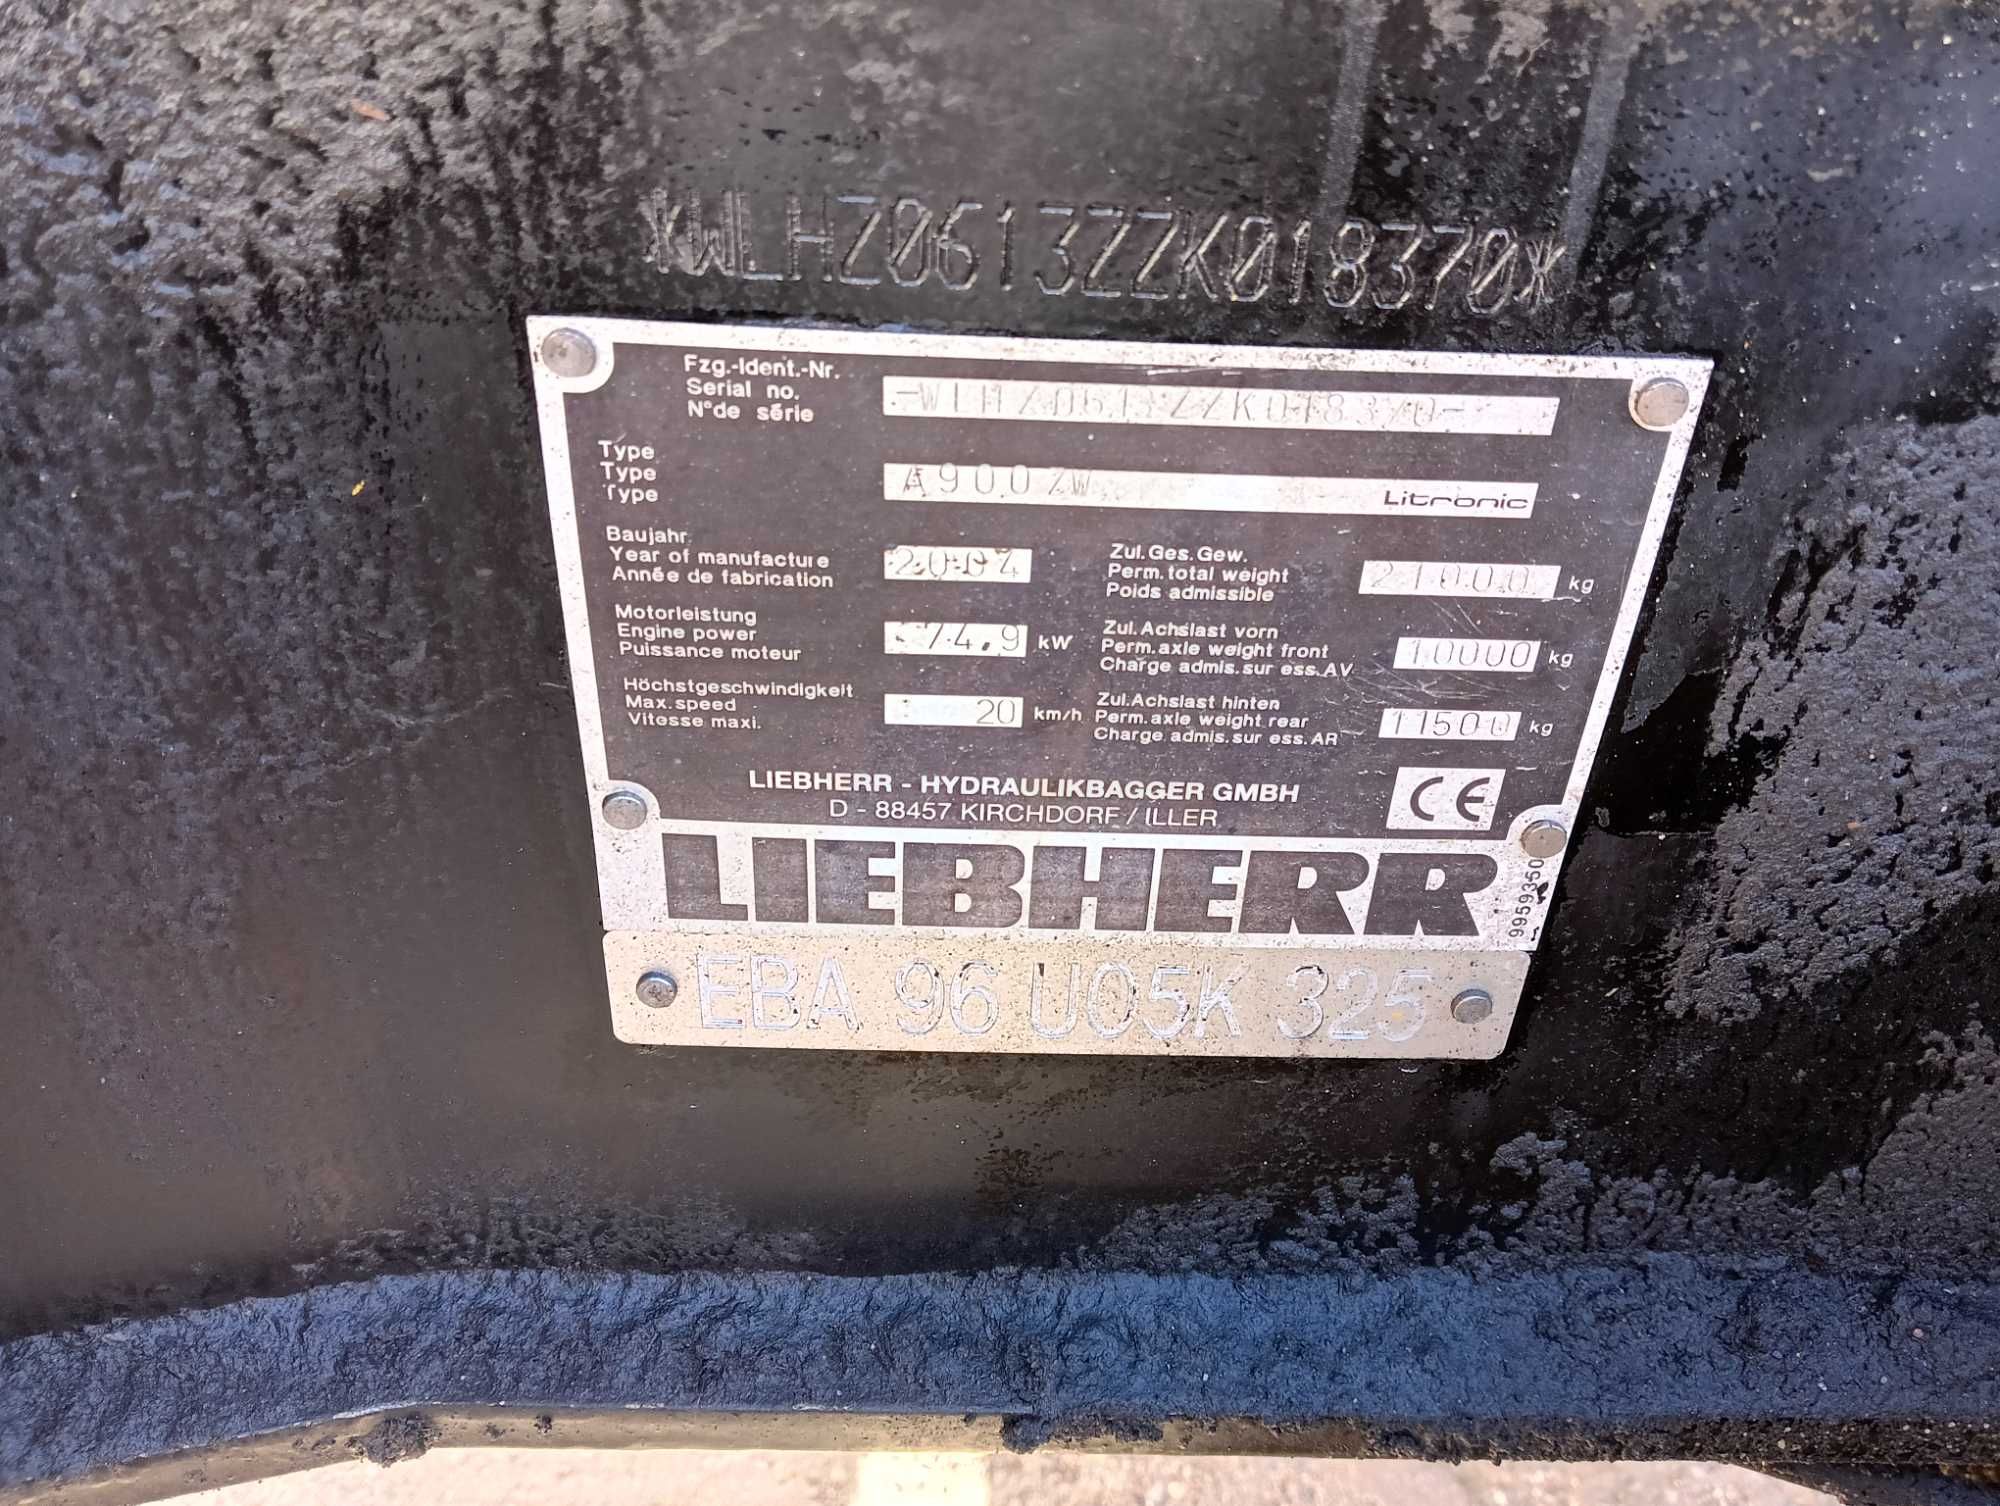 *WLHZ0613ZZK018370*
Fzg.-Ident.-Nr.
Serial no.
N°de série
-WLHZ0613ZZK018370-
Type
Type
Type
A900ZW
Litronic
Baujahr
Year of manufacture
Année de fabrication
2004
Zul.Ges.Gew.
Perm.total weight
Poids admissible
21000 kg
Motorleistung
Engine power
Puissance moteur
74.9 kW
Zul.Achslast vorn
Perm.axle weight front
Charge admis.sur ess.AV
10000 kg
Höchstgeschwindigkeit
Max.speed
Vitesse maxi.
20 km/h
Zul.Achslast hinten
Perm.axle weight rear
Charge admis.sur ess.AR
11500 kg
LIEBHERR - HYDRAULIKBAGGER GMBH
D - 88457 KIRCHDORF / ILLER
CE
LIEBHERR
9959350
EBA 96 U05K 325